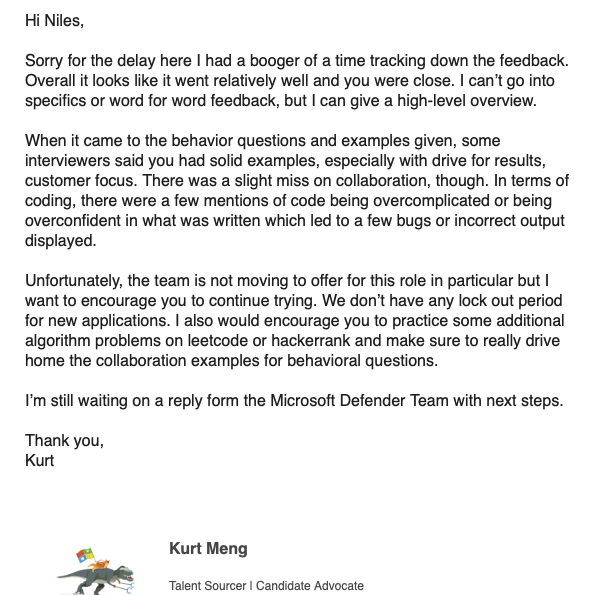 Hi Niles,
Sorry for the delay here I had a booger of a time tracking down the feedback.
Overall it looks like it went relatively well and you were close. I can't go into
specifics or word for word feedback, but I can give a high-level overview.
When it came to the behavior questions and examples given, some
interviewers said you had solid examples, especially with drive for results,
customer focus. There was a slight miss on collaboration, though. In terms of
coding, there were a few mentions of code being overcomplicated or being
overconfident in what was written which led to a few bugs or incorrect output
displayed.
Unfortunately, the team is not moving to offer for this role in particular but I
want to encourage you to continue trying. We don't have any lock out period
for new applications. I also would encourage you to practice some additional
algorithm problems on leetcode or hackerrank and make sure to really drive
home the collaboration examples for behavioral questions.
I'm still waiting on a reply form the Microsoft Defender Team with next steps.
Thank you,
Kurt
Kurt Meng
Talent Sourcer | Candidate Advocate